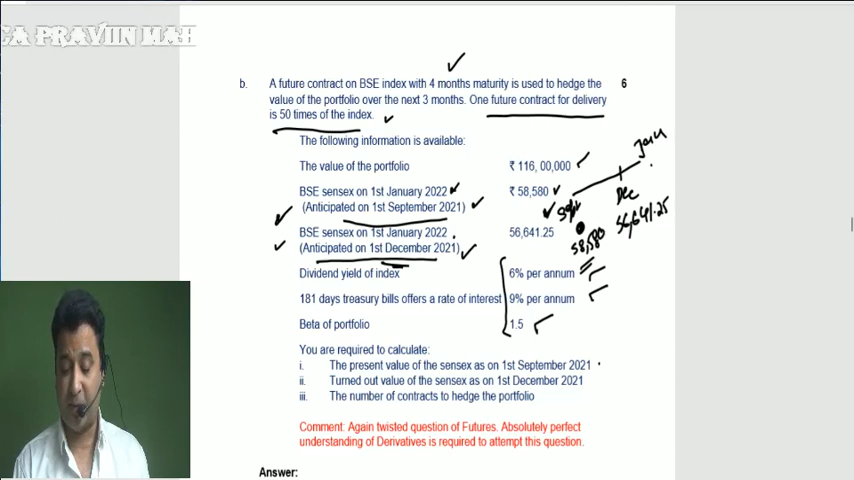 CA PRAVIIN MAH
b. A future contract on BSE index with 4 months maturity is used to hedge the 6
value of the portfolio over the next 3 months. One future contract for delivery
is 50 times of the index.
The following information is available:
The value of the portfolio ₹ 116, 00,000
BSE sensex on 1st January 2022 ₹ 58,580
(Anticipated on 1st September 2021)
BSE sensex on 1st January 2022 56,641.25
(Anticipated on 1st December 2021)
Dividend yield of index 6% per annum
181 days treasury bills offers a rate of interest 9% per annum
Beta of portfolio 1.5
Sept
58,580
Dec
56,641.25
Jan
You are required to calculate:
i. The present value of the sensex as on 1st September 2021
ii. Turned out value of the sensex as on 1st December 2021
iii. The number of contracts to hedge the portfolio
Comment: Again twisted question of Futures. Absolutely perfect
understanding of Derivatives is required to attempt this question.
Answer: